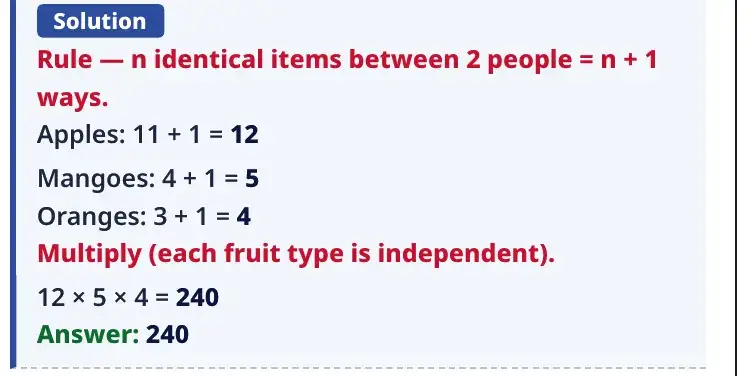 Solution
Rule — n identical items between 2 people = n + 1
ways.
Apples: 11 + 1 = 12
Mangoes: 4 + 1 = 5
Oranges: 3 + 1 = 4
Multiply (each fruit type is independent).
12 × 5 × 4 = 240
Answer: 240